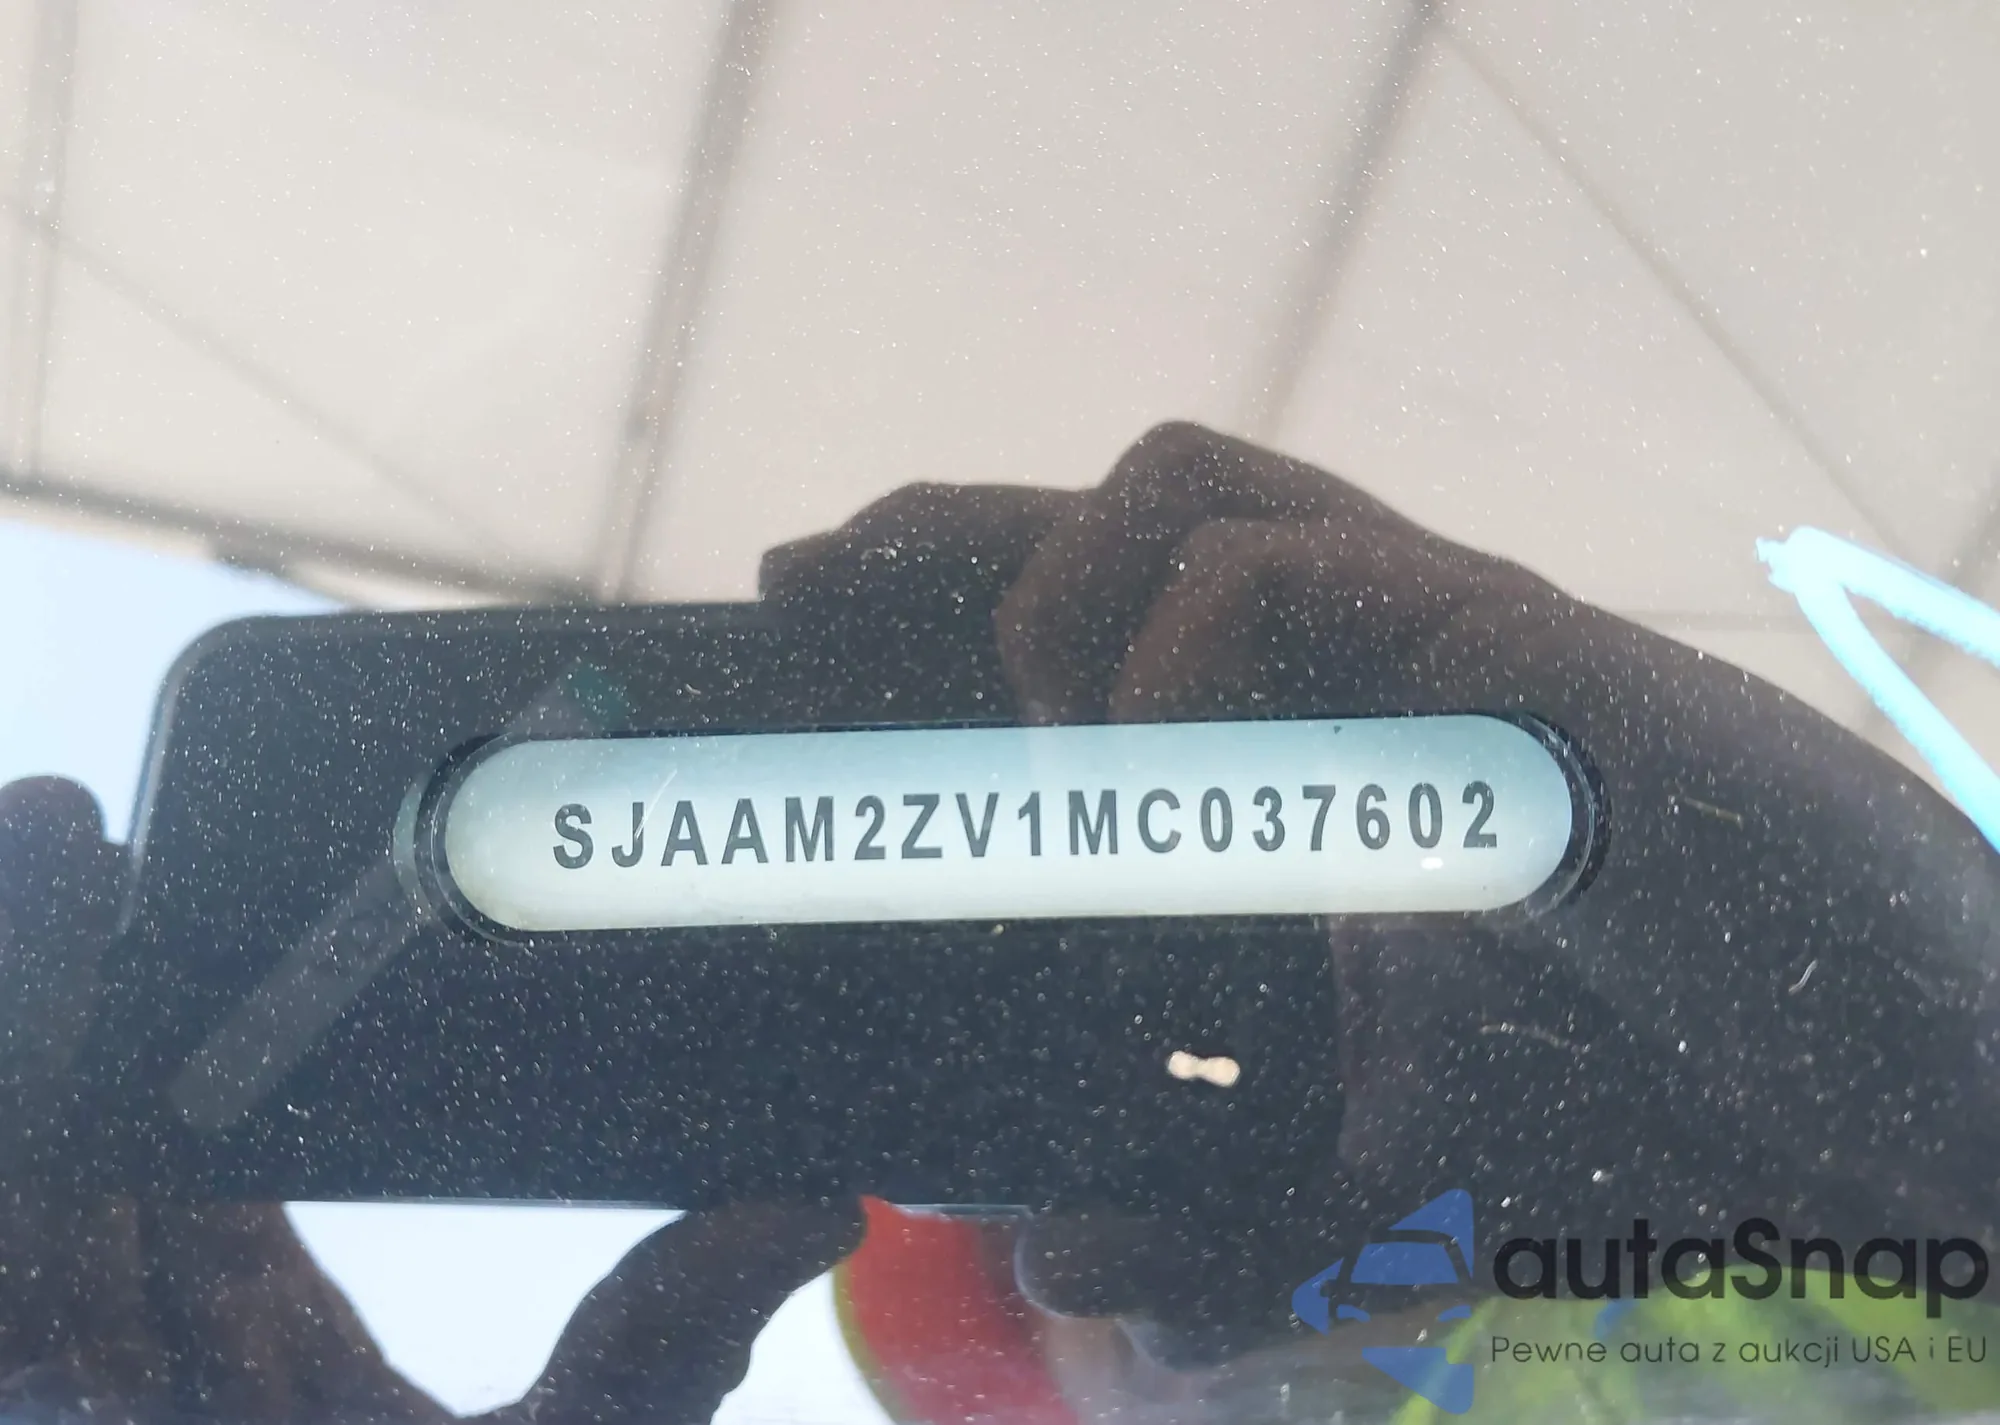 SJAAM2ZV1MC037602
autaSnap
Pewne auta z aukcji USA i EU